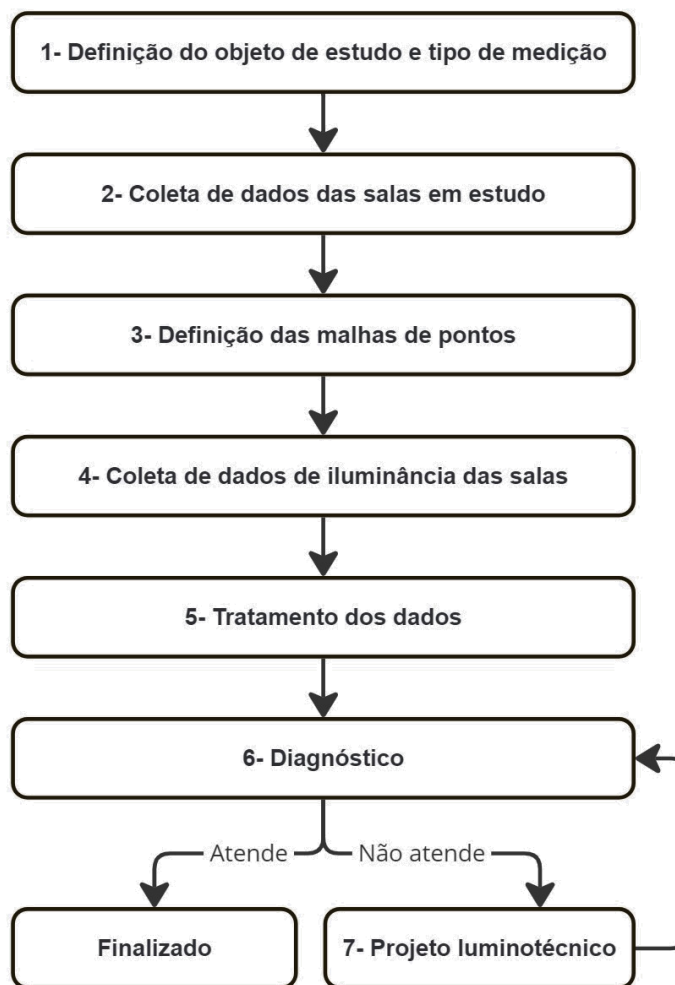 1- Definição do objeto de estudo e tipo de medição
2- Coleta de dados das salas em estudo
3- Definição das malhas de pontos
4- Coleta de dados de iluminância das salas
5- Tratamento dos dados
6- Diagnóstico
Atende
Não atende
Finalizado
7- Projeto luminotécnico